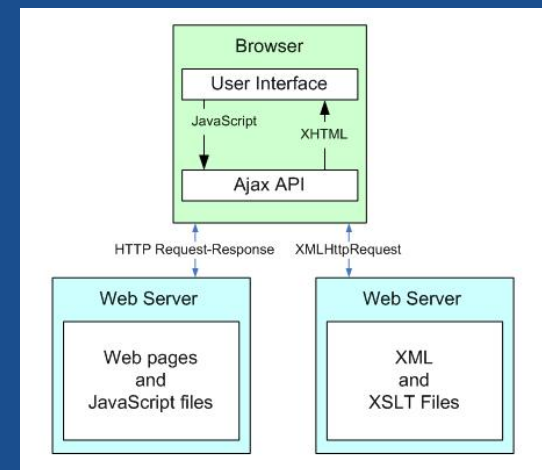 Browser
User Interface
JavaScript
XHTML
Ajax API
HTTP Request-Response
XMLHttpRequest
Web Server
Web pages
and
JavaScript files
Web Server
XML
and
XSLT Files